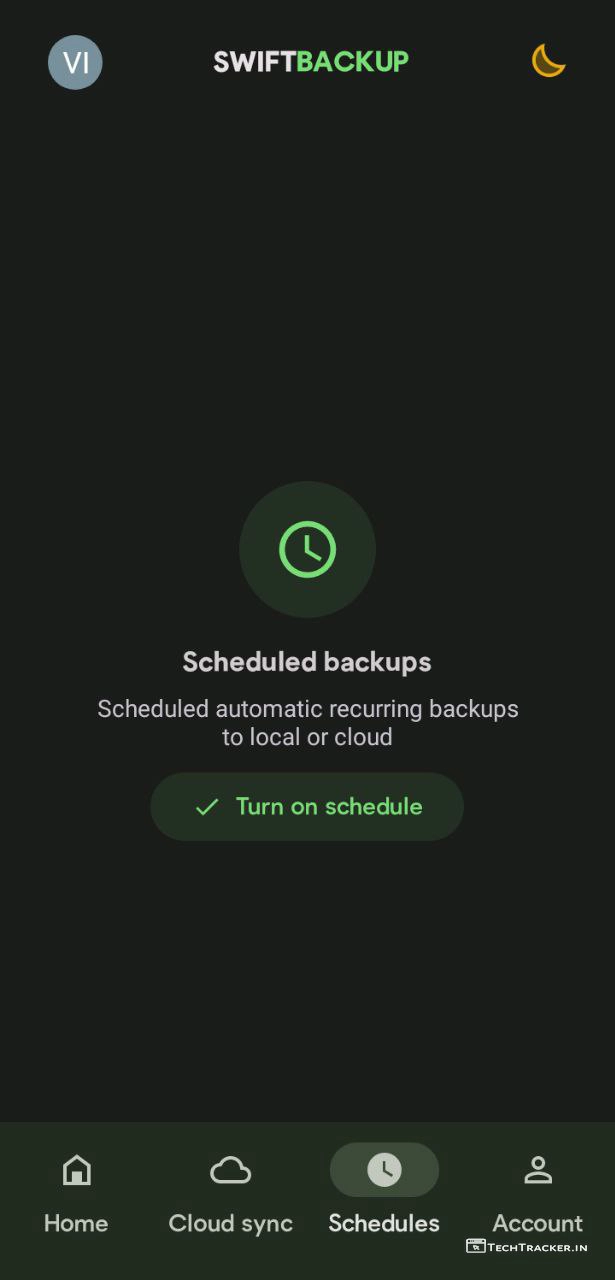 VI
SWIFTBACKUP
Scheduled backups
Scheduled automatic recurring backups
to local or cloud
Turn on schedule
Home
Cloud sync
Schedules
Account
TECHTRACKER.IN